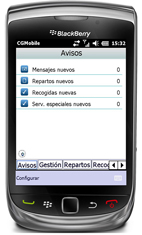 BlackBerry
CGMobile 15:32
Avisos
Mensajes nuevos 0
Repartos nuevos 0
Recogidas nuevas 0
Serv. especiales nuevos 0
Avisos Gestión Repartos Recog
Configurar